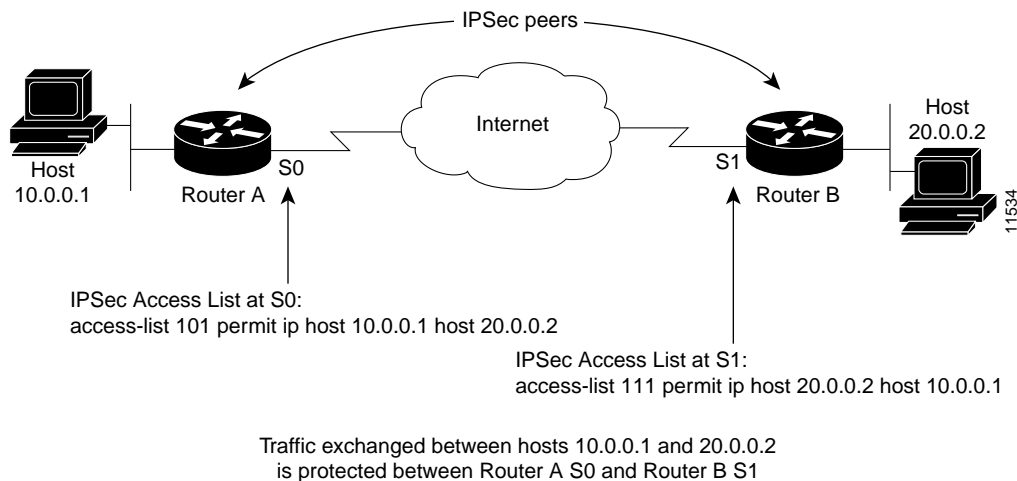 IPSec peers
Internet
Host
10.0.0.1
Router A
S0
S1
Router B
Host
20.0.0.2
11534
IPSec Access List at S0:
access-list 101 permit ip host 10.0.0.1 host 20.0.0.2
IPSec Access List at S1:
access-list 111 permit ip host 20.0.0.2 host 10.0.0.1
Traffic exchanged between hosts 10.0.0.1 and 20.0.0.2
is protected between Router A S0 and Router B S1